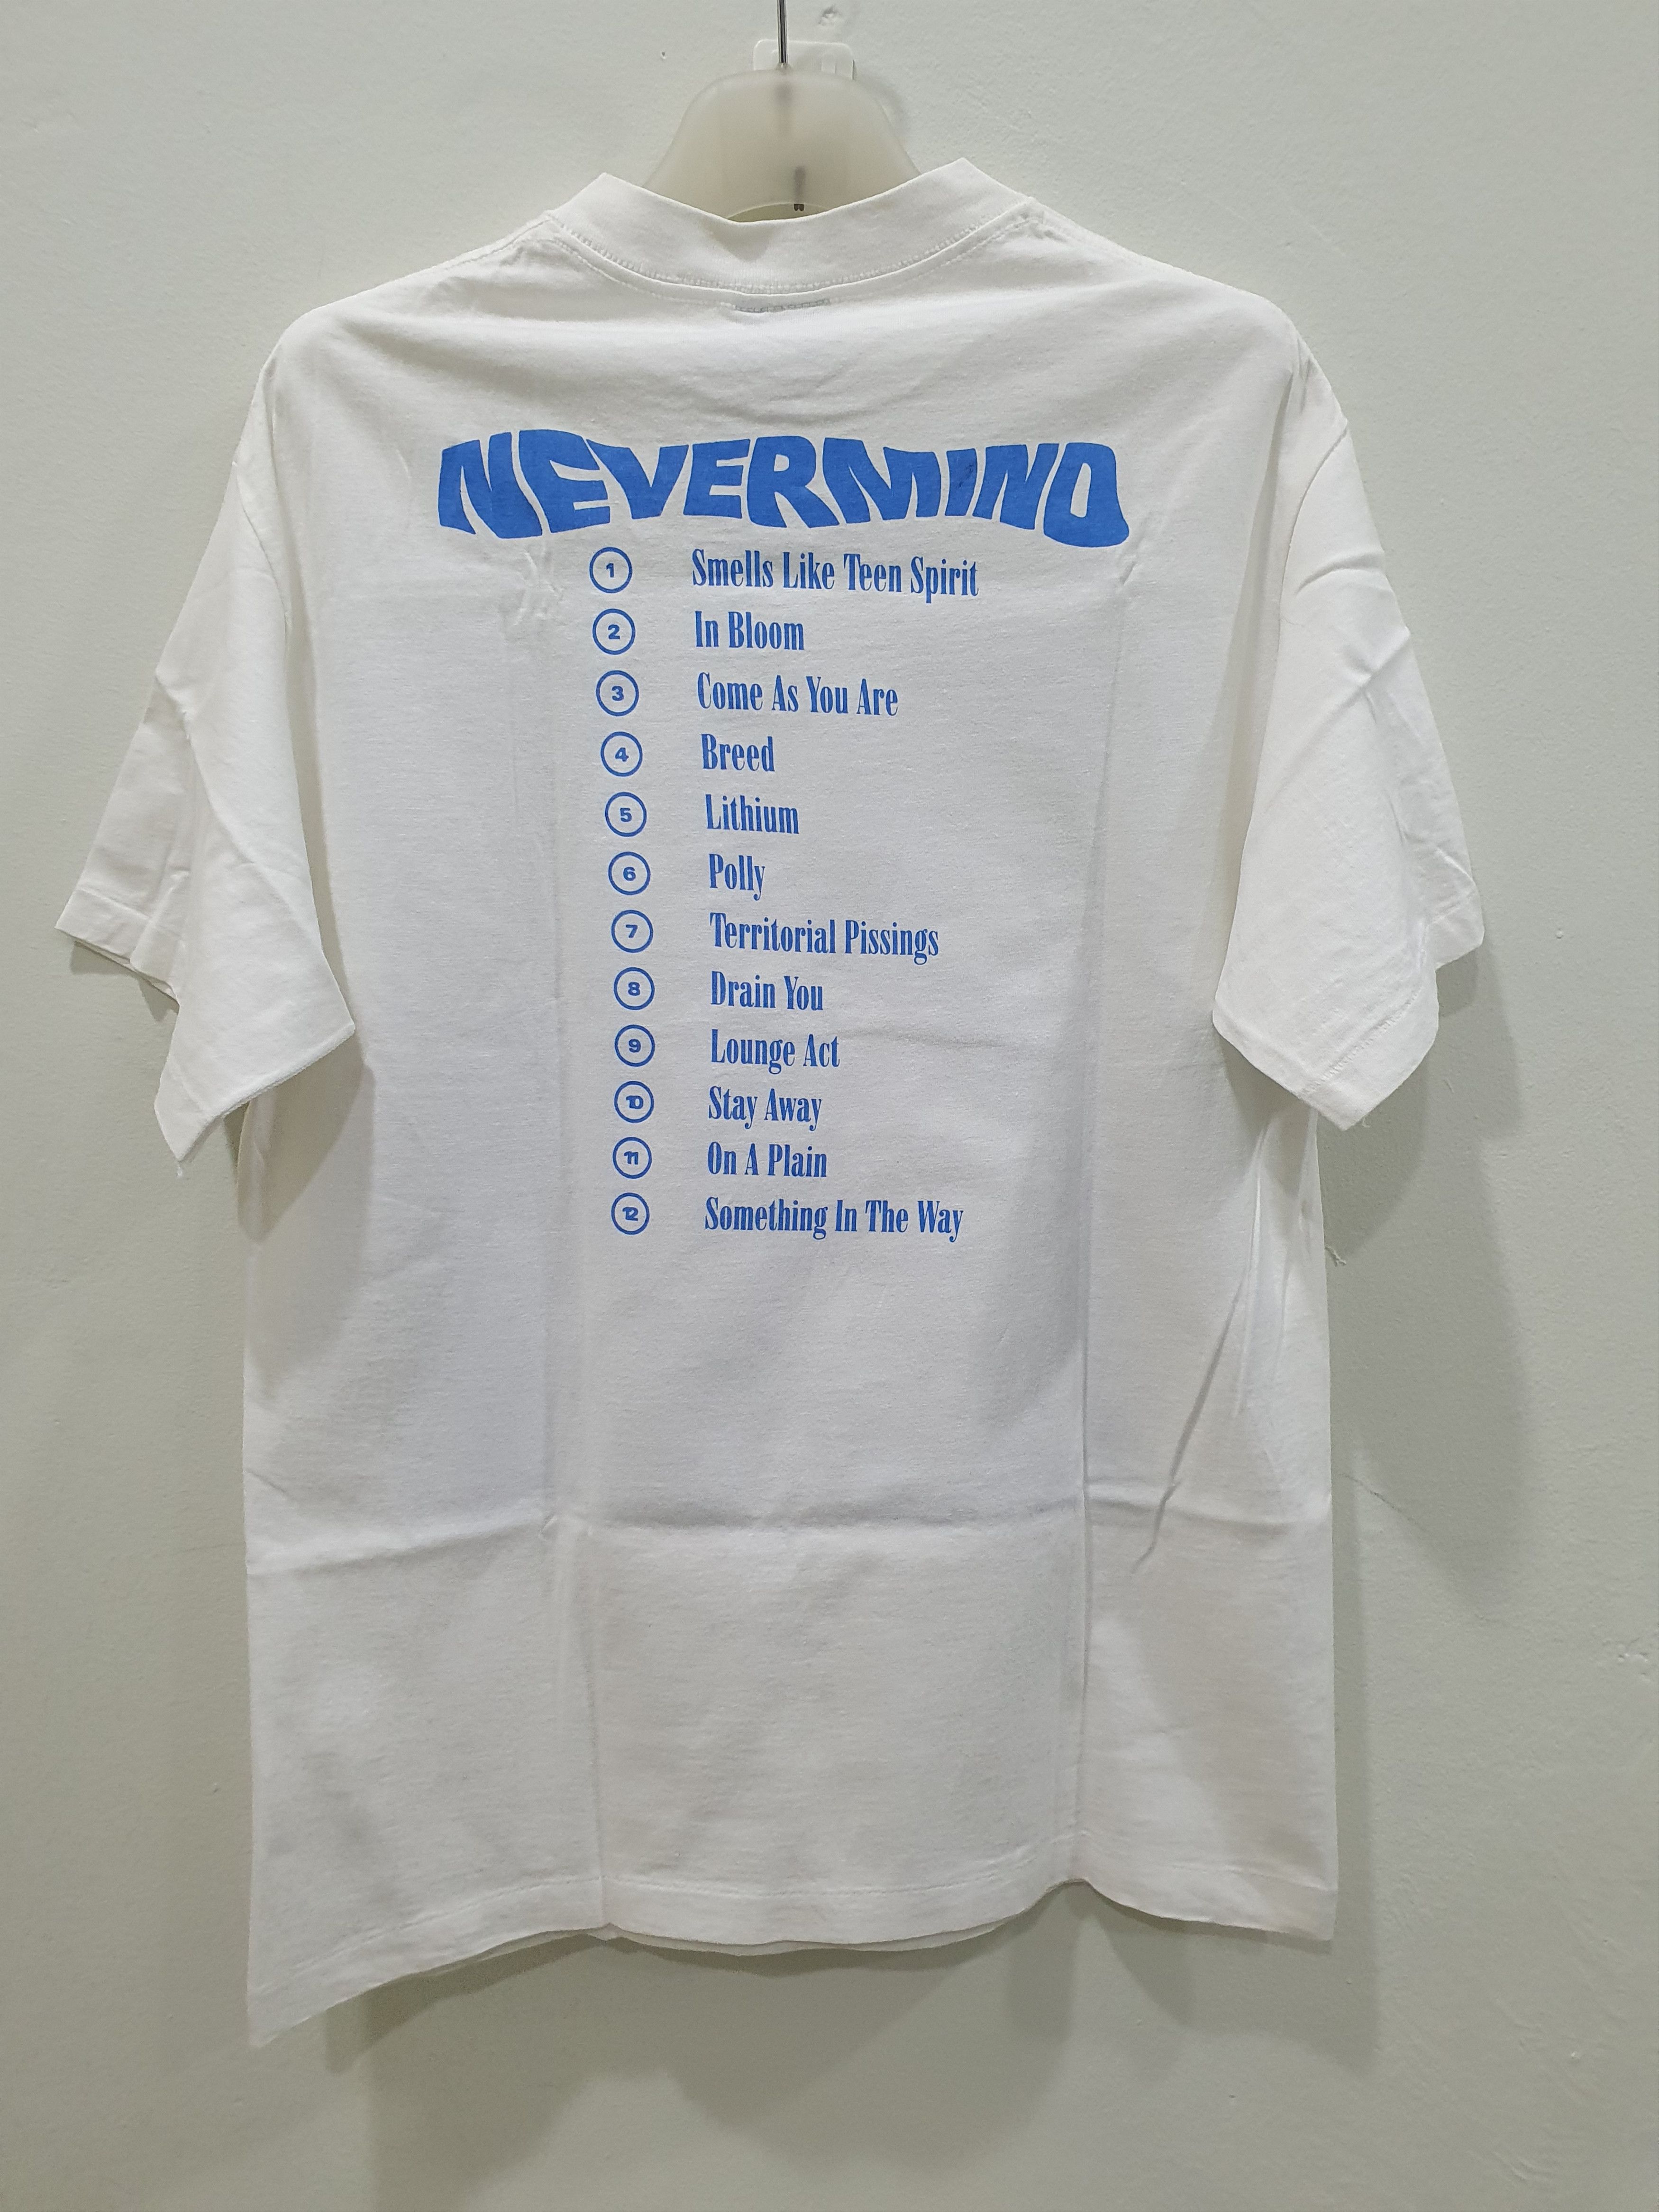 NEVERMIND
1 Smells Like Teen Spirit
2 In Bloom
3 Come As You Are
4 Breed
5 Lithium
6 Polly
7 Territorial Pissings
8 Drain You
9 Lounge Act
10 Stay Away
11 On A Plain
12 Something In The Way